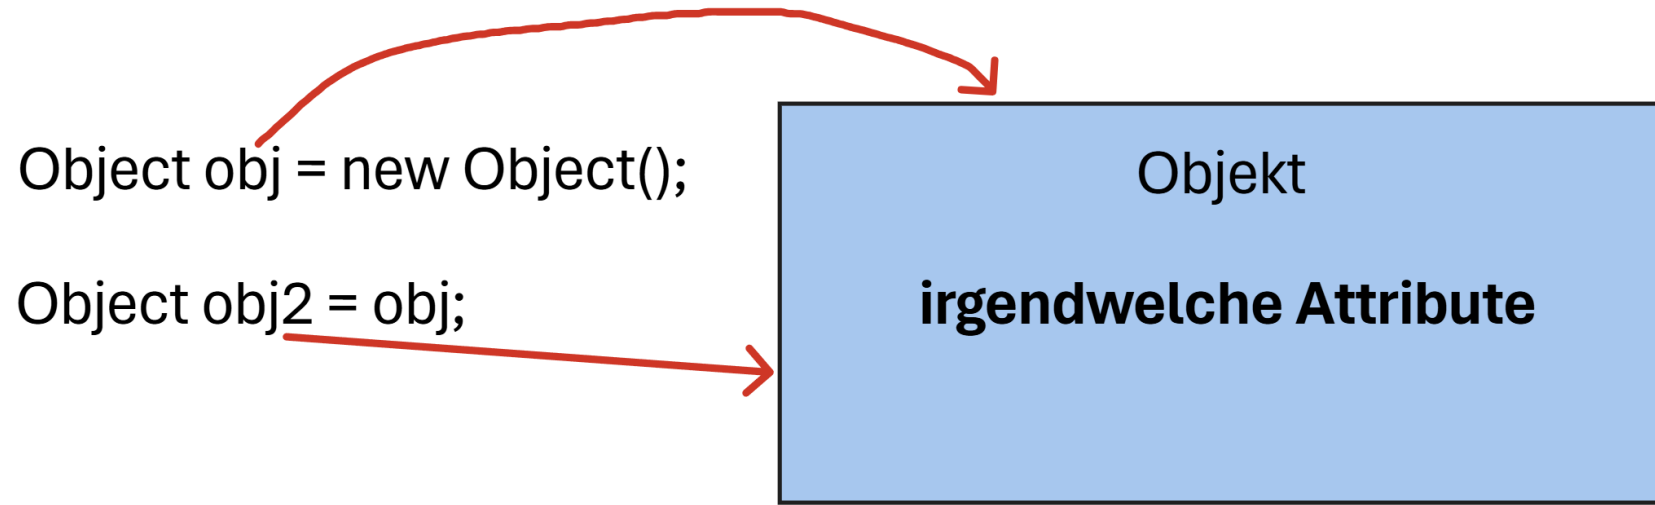 Object obj = new Object();
Objekt
Object obj2 = obj;
irgendwelche Attribute